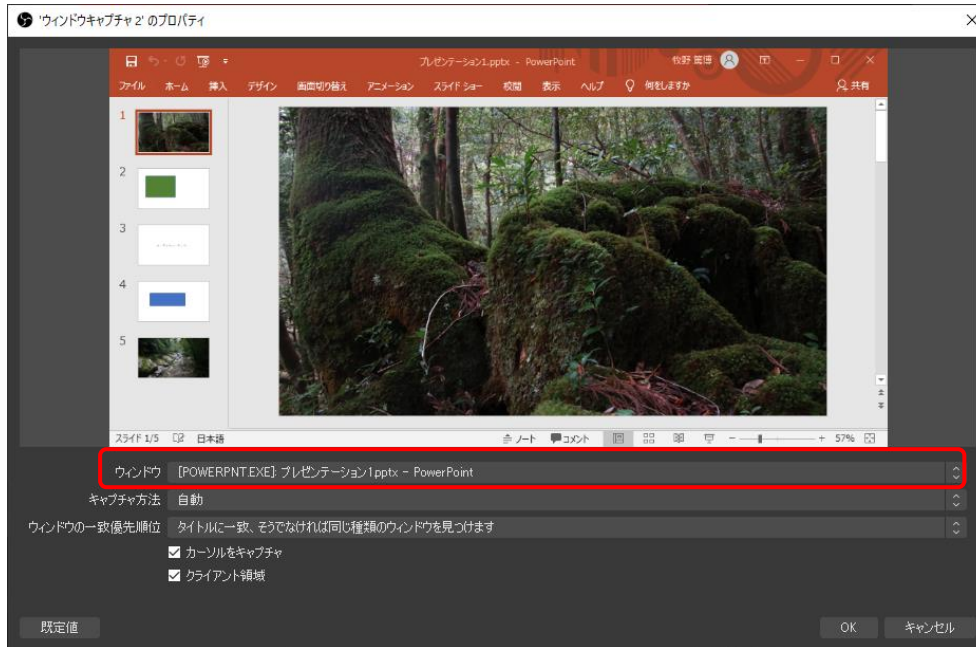 'ウィンドウキャプチャ 2' のプロパティ
プレゼンテーション1.pptx - PowerPoint
牧野 篤博
ファイル ホーム 挿入 デザイン 画面切り替え アニメーション スライド ショー 校閲 表示 ヘルプ 何をしますか 共有
1
2
3
4
5
スライド 1/5 日本語 ノート コメント 57%
ウィンドウ [POWERPNT.EXE]: プレゼンテーション1.pptx - PowerPoint
キャプチャ方法 自動
ウィンドウの一致優先順位 タイトルに一致、そうでなければ同じ種類のウィンドウを見つけます
カーソルをキャプチャ
クライアント領域
既定値 OK キャンセル